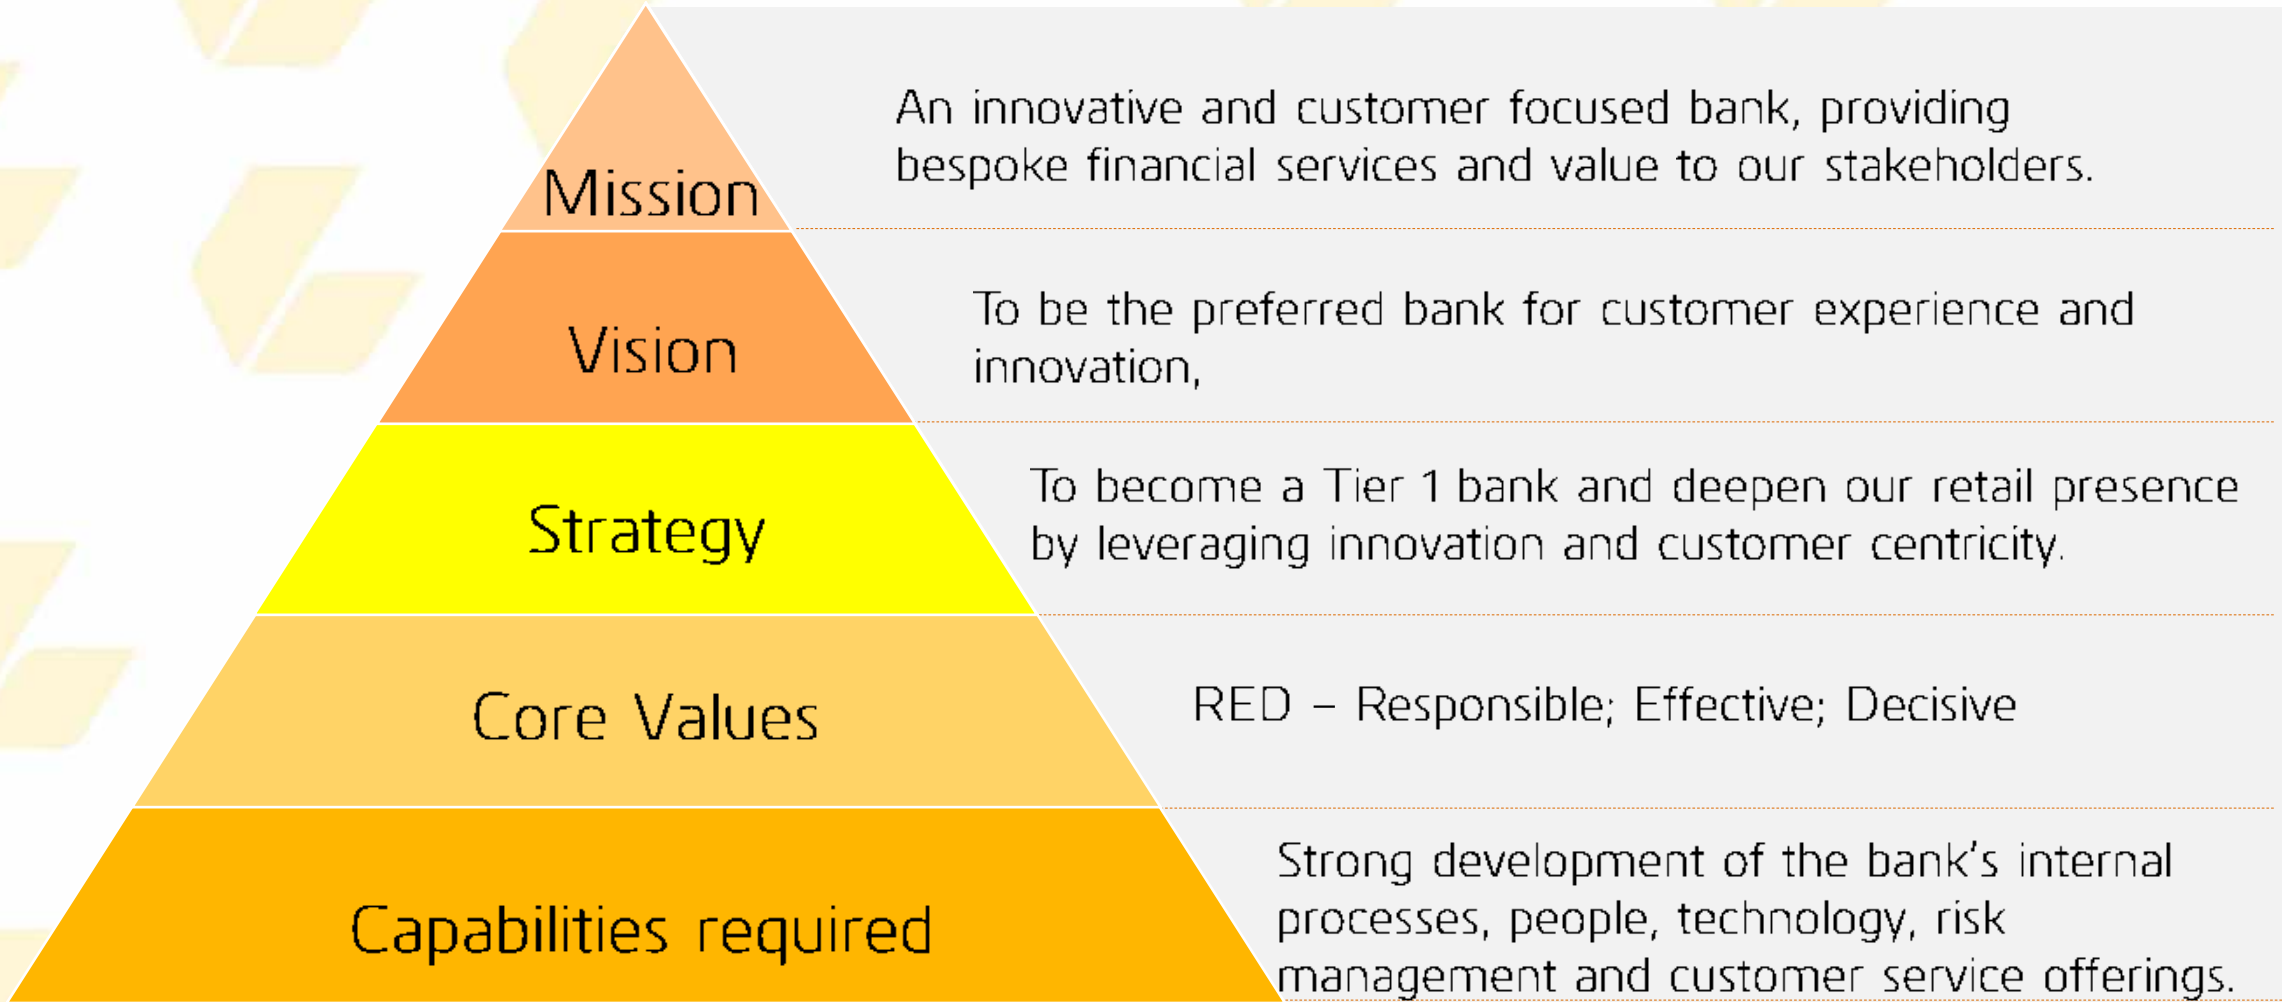 Mission
An innovative and customer focused bank, providing
bespoke financial services and value to our stakeholders.
Vision
To be the preferred bank for customer experience and
innovation,
Strategy
To become a Tier 1 bank and deepen our retail presence
by leveraging innovation and customer centricity.
Core Values
RED – Responsible; Effective; Decisive
Capabilities required
Strong development of the bank's internal
processes, people, technology, risk
management and customer service offerings.